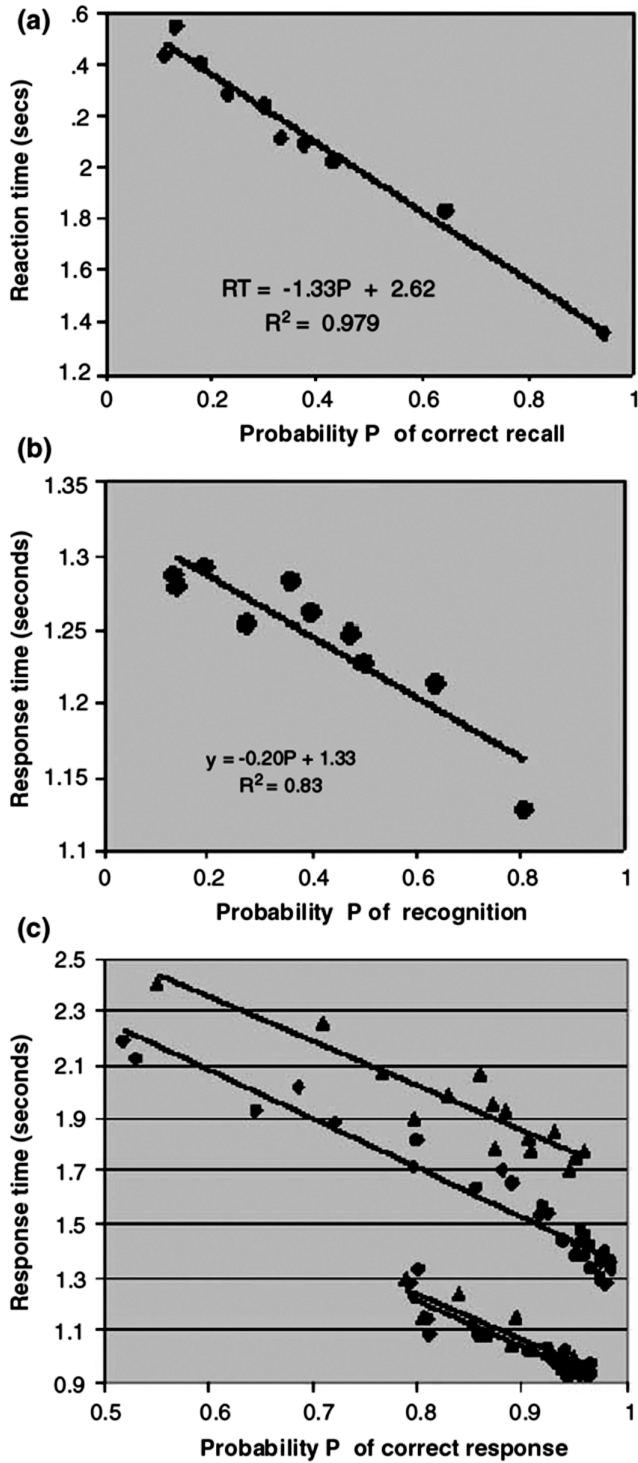 (a)
.6
.4
.2
2
1.8
1.6
1.4
1.2
Reaction time (secs)
RT = -1.33P + 2.62
R² = 0.979
0 0.2 0.4 0.6 0.8 1
Probability P of correct recall
(b)
1.35
1.3
1.25
1.2
1.15
1.1
Response time (seconds)
y = -0.20P + 1.33
R² = 0.83
0 0.2 0.4 0.6 0.8 1
Probability P of recognition
(c)
2.5
2.3
2.1
1.9
1.7
1.5
1.3
1.1
0.9
Response time (seconds)
0.5 0.6 0.7 0.8 0.9 1
Probability P of correct response